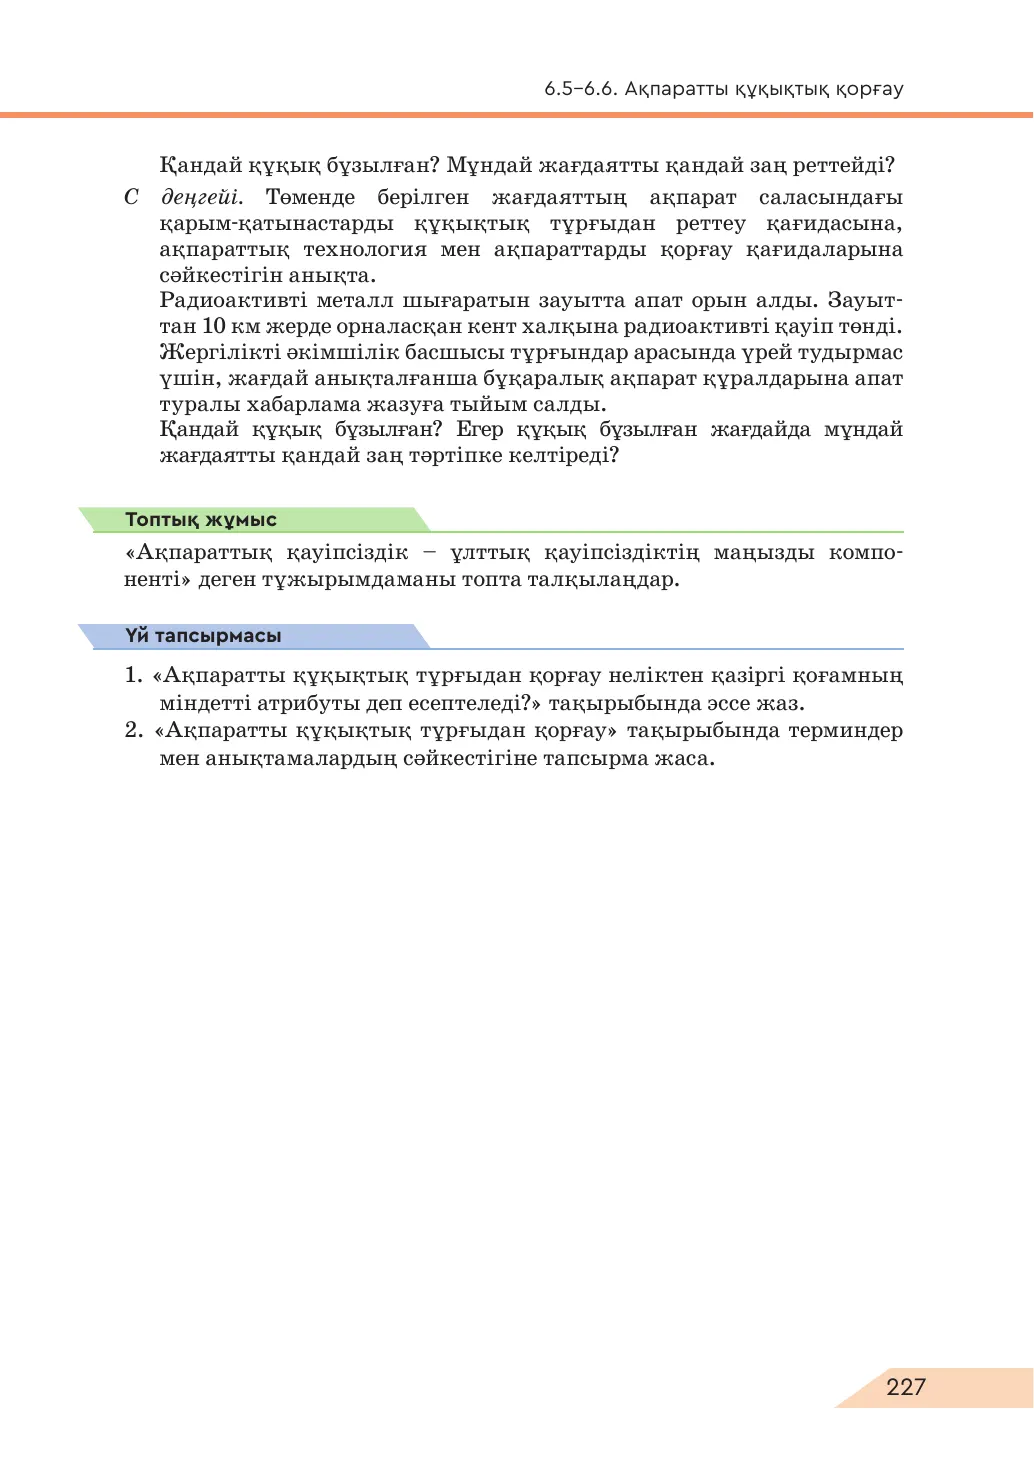 6.5–6.6. Ақпаратты құқықтық қорғау
Қандай құқық бұзылған? Мұндай жағдаятты қандай заң реттейді?
С деңгейі. Төменде берілген жағдаяттың ақпарат саласындағы
қарым-қатынастарды құқықтық тұрғыдан реттеу қағидасына,
ақпараттық технология мен ақпараттарды қорғау қағидаларына
сәйкестігін анықта.
Радиоактивті металл шығаратын зауытта апат орын алды. Зауыт-
тан 10 км жерде орналасқан кент халқына радиоактивті қауіп төнді.
Жергілікті әкімшілік басшысы тұрғындар арасында үрей тудырмас
үшін, жағдай анықталғанша бұқаралық ақпарат құралдарына апат
туралы хабарлама жазуға тыйым салды.
Қандай құқық бұзылған? Егер құқық бұзылған жағдайда мұндай
жағдаятты қандай заң тәртіпке келтіреді?
Топтық жұмыс
«Ақпараттық қауіпсіздік – ұлттық қауіпсіздіктің маңызды компо-
ненті» деген тұжырымдаманы топта талқылаңдар.
Үй тапсырмасы
1. «Ақпаратты құқықтық тұрғыдан қорғау неліктен қазіргі қоғамның
міндетті атрибуты деп есептеледі?» тақырыбында эссе жаз.
2. «Ақпаратты құқықтық тұрғыдан қорғау» тақырыбында терминдер
мен анықтамалардың сәйкестігіне тапсырма жаса.
227